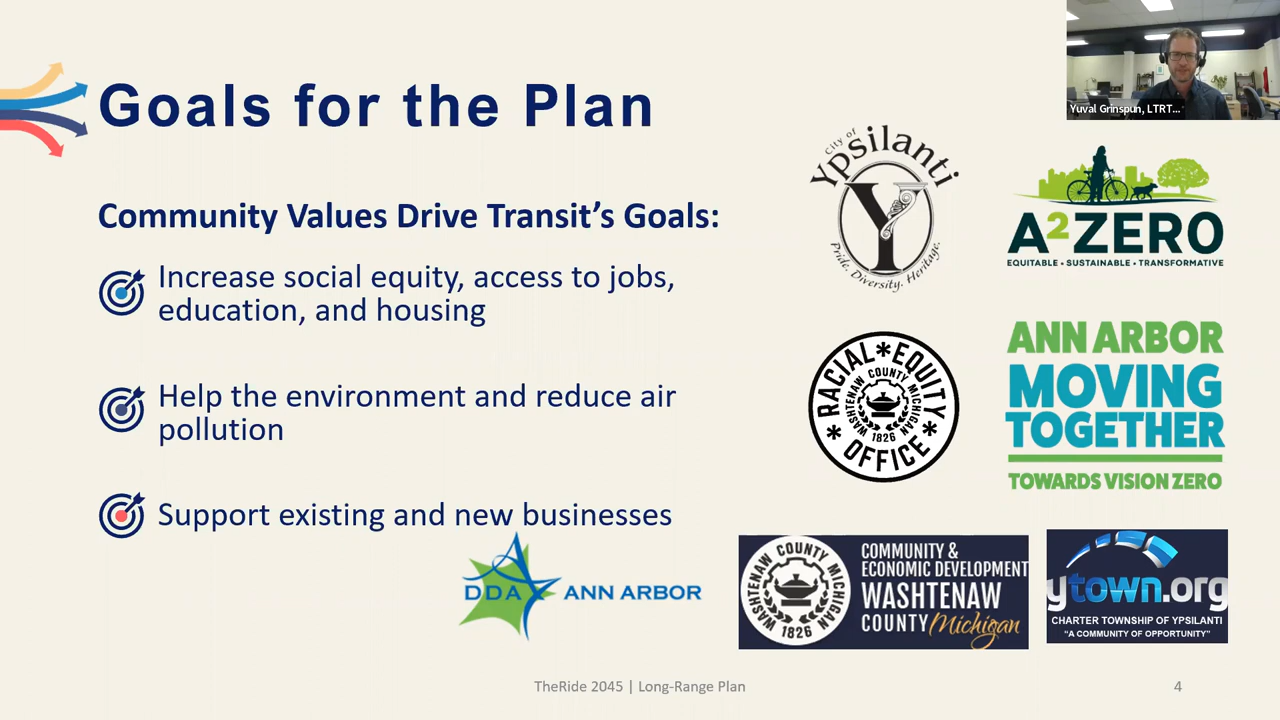 Yuval Grinspun, LTRT...
Goals for the Plan
Community Values Drive Transit's Goals:
Increase social equity, access to jobs,
education, and housing
Help the environment and reduce air
pollution
Support existing and new businesses
City of
Ypsilanti
Y
Pride. Diversity. Heritage.
A2ZERO
EQUITABLE • SUSTAINABLE • TRANSFORMATIVE
RACIAL * EQUITY * OFFICE *
WASHTENAW COUNTY MICHIGAN
1826
ANN ARBOR
MOVING
TOGETHER
TOWARDS VISION ZERO
DDA ANN ARBOR
WASHTENAW COUNTY MICHIGAN
1826
COMMUNITY &
ECONOMIC DEVELOPMENT
WASHTENAW
COUNTY Michigan
ytown.org
CHARTER TOWNSHIP OF YPSILANTI
"A COMMUNITY OF OPPORTUNITY"
TheRide 2045 | Long-Range Plan
4